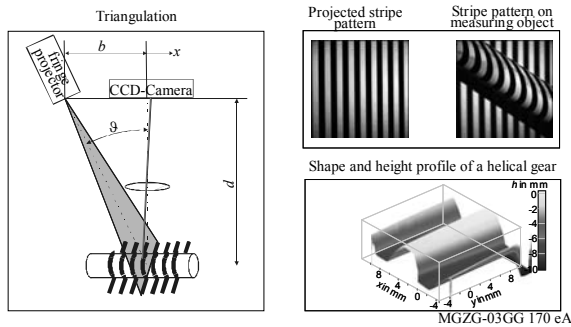 Triangulation
b
x
fringe
projector
CCD-Camera
ϑ
d
Projected stripe
pattern
Stripe pattern on
measuring object
Shape and height profile of a helical gear
h in mm
0
-2
-4
-6
-8
-10
8
4
0
-4
x in mm
-4
0
4
8
y in mm
MGZG-03GG 170 eA